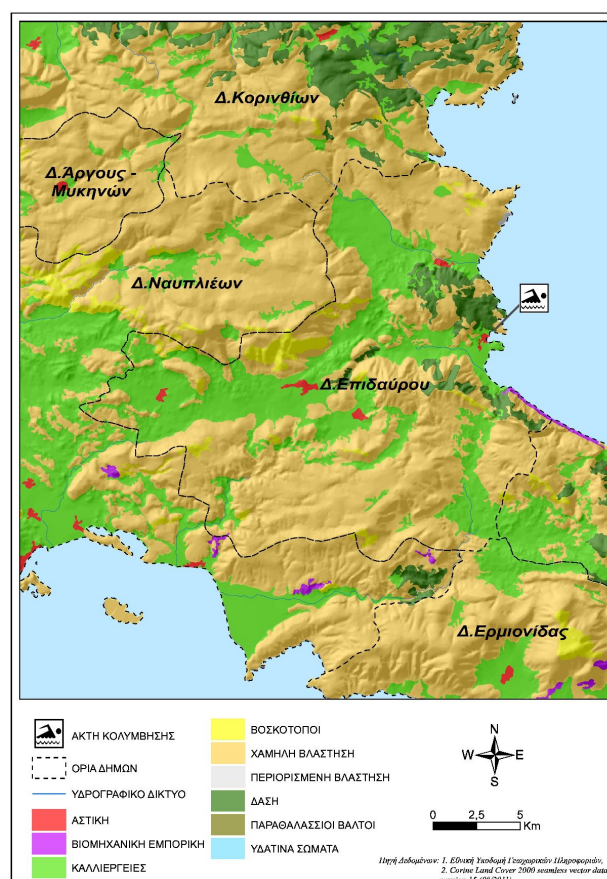 Δ.Κορινθίων
Δ.Άργους -
Μυκηνών
Δ.Ναυπλιέων
Δ.Επιδαύρου
Δ.Ερμιονίδας
ΑΚΤΗ ΚΟΛΥΜΒΗΣΗΣ
ΟΡΙΑ ΔΗΜΩΝ
ΥΔΡΟΓΡΑΦΙΚΟ ΔΙΚΤΥΟ
ΑΣΤΙΚΗ
ΒΙΟΜΗΧΑΝΙΚΗ ΕΜΠΟΡΙΚΗ
ΚΑΛΛΙΕΡΓΕΙΕΣ
ΒΟΣΚΟΤΟΠΟΙ
ΧΑΜΗΛΗ ΒΛΑΣΤΗΣΗ
ΠΕΡΙΟΡΙΣΜΕΝΗ ΒΛΑΣΤΗΣΗ
ΔΑΣΗ
ΠΑΡΑΘΑΛΑΣΣΙΟΙ ΒΑΛΤΟΙ
ΥΔΑΤΙΝΑ ΣΩΜΑΤΑ
N
W E
S
0 2,5 5
Km
Πηγή Δεδομένων: 1. Εθνική Υποδομή Γεωχωρικών Πληροφοριών,
2. Corine Land Cover 2000 seamless vector data